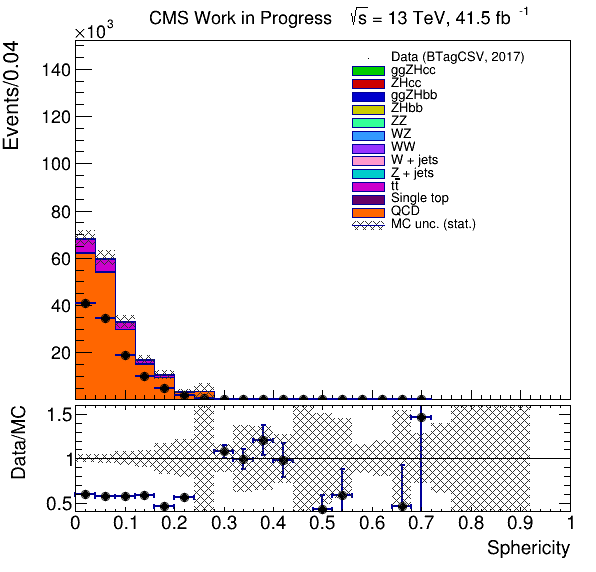 CMS Work in Progress √s = 13 TeV, 41.5 fb⁻¹
×10³
Events/0.04
140
120
100
80
60
40
20
Data (BTagCSV, 2017)
ggZHcc
ZHcc
ggZHbb
ZHbb
ZZ
WZ
WW
W + jets
Z + jets
tt̅
Single top
QCD
MC unc. (stat.)
Data/MC
1.5
1
0.5
0 0.1 0.2 0.3 0.4 0.5 0.6 0.7 0.8 0.9 1
Sphericity